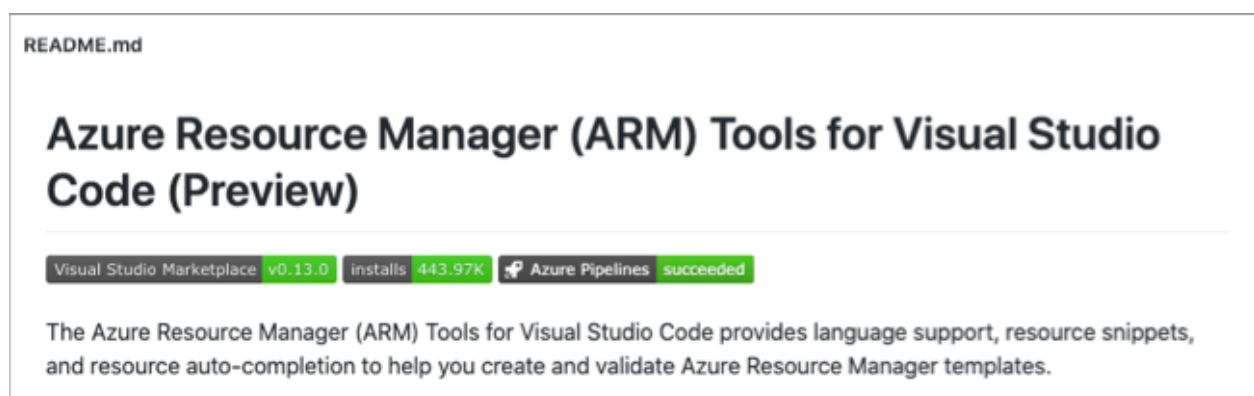 README.md
Azure Resource Manager (ARM) Tools for Visual Studio
Code (Preview)
Visual Studio Marketplace v0.13.0 installs 443.97K Azure Pipelines succeeded
The Azure Resource Manager (ARM) Tools for Visual Studio Code provides language support, resource snippets,
and resource auto-completion to help you create and validate Azure Resource Manager templates.